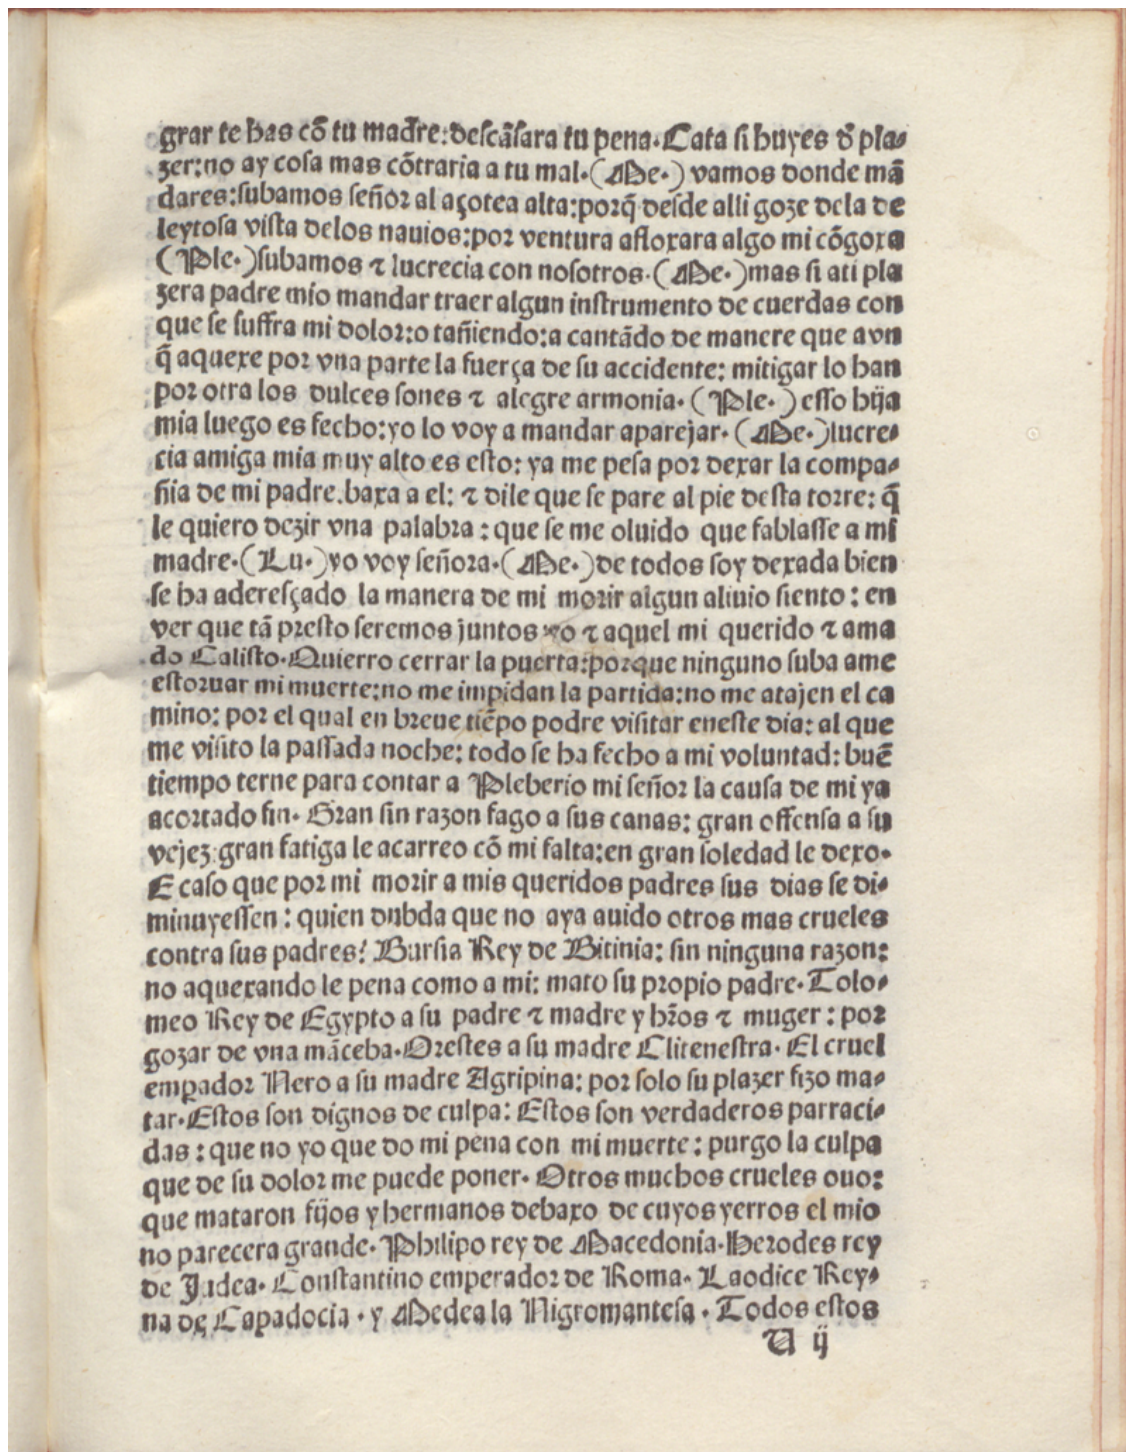 grar te has cõ tu madre:descãsara tu pena.Cata si huyes ð pla-
zer:no ay cosa mas cõtraria a tu mal.(Me.) vamos donde mã
dares:subamos señor al açotea alta:porq̃ desde alli goze dela de
leytosa vista delos nauios:por ventura afloxara algo mi cõgoxa
(Ple.)subamos ⁊ lucrecia con nosotros.(Me.)mas si ati pla
zera padre mio mandar traer algun instrumento de cuerdas con
que se suffra mi dolor:o tañiendo:a cantãdo de manere que avn
q̃ aquexe por vna parte la fuerça de su accidente: mitigar lo han
por otra los dulces sones ⁊ alegre armonia. (Ple.) esso hija
mia luego es fecho:yo lo voy a mandar aparejar. (Me.)lucre-
cia amiga mia muy alto es esto: ya me pesa por dexar la compa-
ñia de mi padre.baxa a el: ⁊ dile que se pare al pie desta torre: q̃
le quiero dezir vna palabra : que se me oluido que fablasse a mi
madre.(Lu.)yo voy señora.(Me.)de todos soy dexada bien
se ha aderesçado la manera de mi morir algun aliuio siento : en
ver que tã presto seremos juntos yo ⁊ aquel mi querido ⁊ ama
do Calisto.Quierro cerrar la puerta:porque ninguno suba ame
estoruar mi muerte:no me impidan la partida:no me atajen el ca
mino: por el qual en breue tiẽpo podre visitar eneste dia: al que
me visito la passada noche: todo se ha fecho a mi voluntad: buẽ
tiempo terne para contar a Pleberio mi señor la causa de mi ya
acortado fin. Gran sin razon fago a sus canas: gran offensa a su
vejez:gran fatiga le acarreo cõ mi falta:en gran soledad le dexo.
E caso que por mi morir a mis queridos padres sus dias se di-
minuyessen : quien dubda que no aya auido otros mas crueles
contra sus padres? Bursia Rey de Bitinia: sin ninguna razon:
no aquexando le pena como a mi: mato su propio padre.Tolo-
meo Rey de Egypto a su padre ⁊ madre y hr̃os ⁊ muger : por
gozar de vna mãceba.Orestes a su madre Clitenestra. El cruel
empador Nero a su madre Agripina: por solo su plazer fizo ma-
tar.Estos son dignos de culpa: Estos son verdaderos parraci-
das : que no yo que do mi pena con mi muerte : purgo la culpa
que de su dolor me puede poner. Otros muchos crueles ouo:
que mataron fijos y hermanos debaxo de cuyos yerros el mio
no parecera grande. Philipo rey de Macedonia.Herodes rey
de Judea. Constantino emperador de Roma. Laodice Rey-
na de Capadocia . y Medea la Nigromantesa . Todos estos
U ij